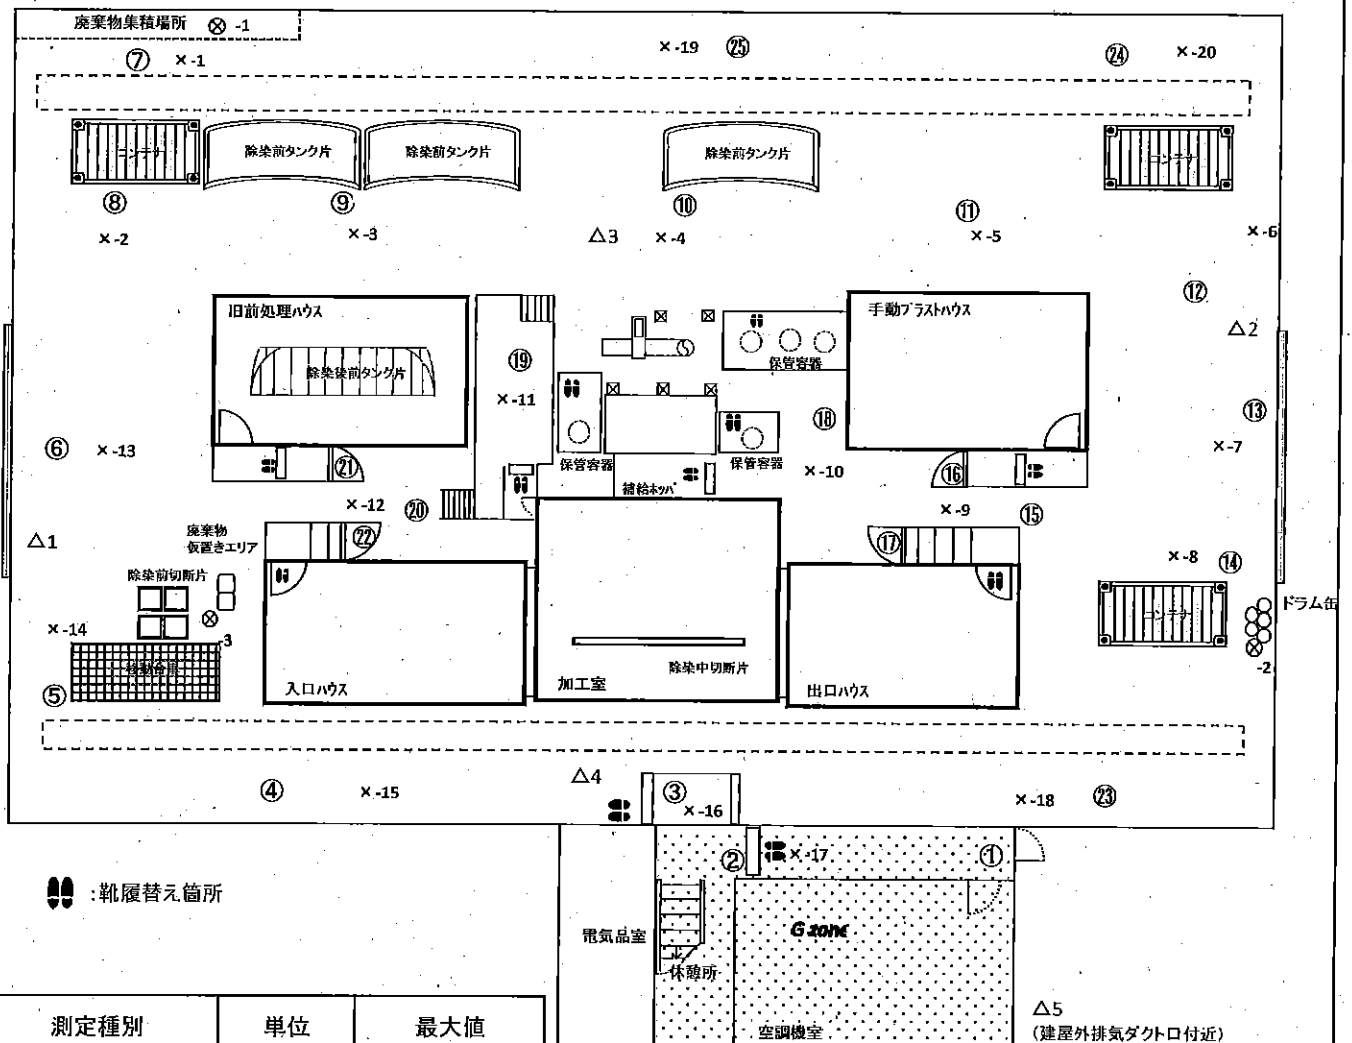 廃棄物集積場所 ⊗ -1
⑦ ×-1
×-19 ㉕
㉔ ×-20
コンテナ
除染前タンク片
除染前タンク片
除染前タンク片
コンテナ
⑧
⑨
⑩
⑪
×-2
×-3
△3
×-4
×-5
×-6
⑫
△2
旧前処理ハウス
除染後前タンク片
⑲
×-11
保管容器
手動ブラストハウス
⑬
⑱
×-7
⑥ ×-13
㉑
保管容器
保管容器
×-10
⑯
補給ホッパ
×-12
⑳
×-9
⑮
廃棄物
仮置きエリア
㉒
⑰
△1
除染前切断片
×-8
⑭
コンテナ
ドラム缶
×-14
-3
-2
移動台車
⑤
入口ハウス
加工室
除染中切断片
出口ハウス
④
×-15
△4
③
×-16
×-18
㉓
②
×-17
①
:靴履替え箇所
電気品室
休憩所
G zone
空調機室
△5
(建屋外排気ダクト口付近)
測定種別 単位 最大値